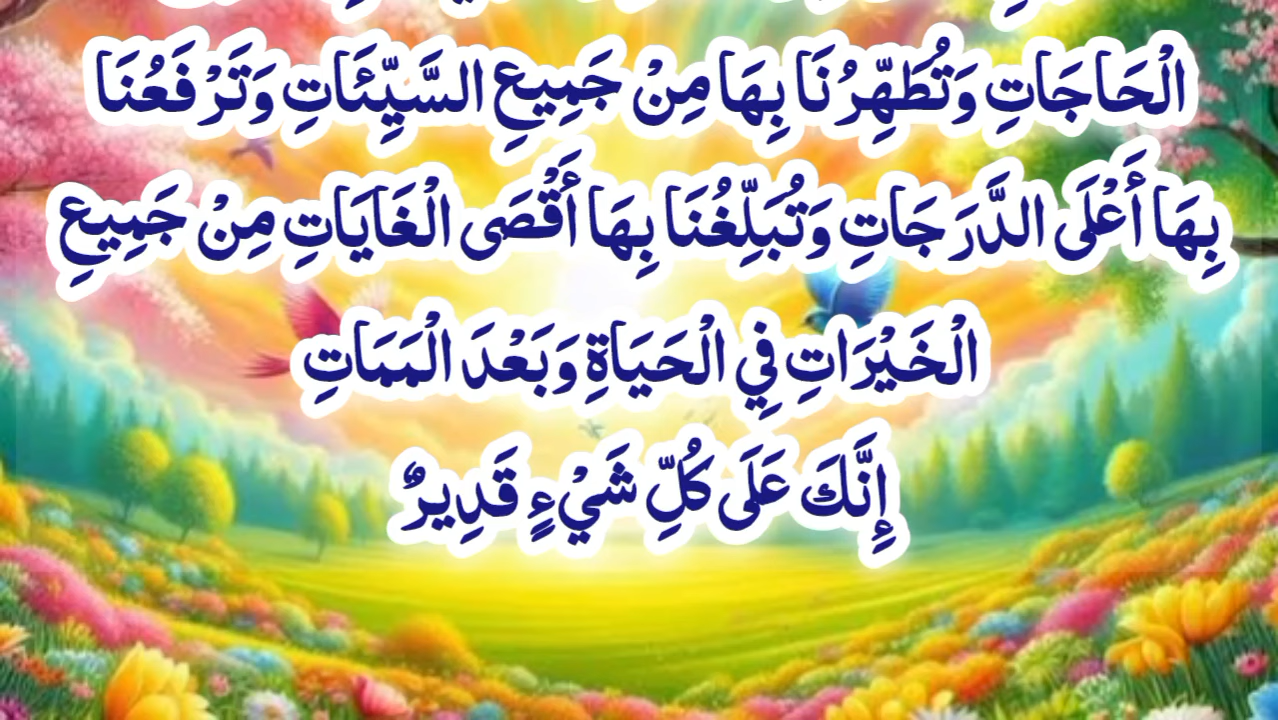 الْحَاجَاتِ وَتُطَهِّرُنَا بِهَا مِنْ جَمِيعِ السَّيِّئَاتِ وَتَرْفَعُنَا
بِهَا أَعْلَى الدَّرَجَاتِ وَتُبَلِّغُنَا بِهَا أَقْصَى الْغَايَاتِ مِنْ جَمِيعِ
الْخَيْرَاتِ فِي الْحَيَاةِ وَبَعْدَ الْمَمَاتِ
إِنَّكَ عَلَى كُلِّ شَيْءٍ قَدِيرٌ